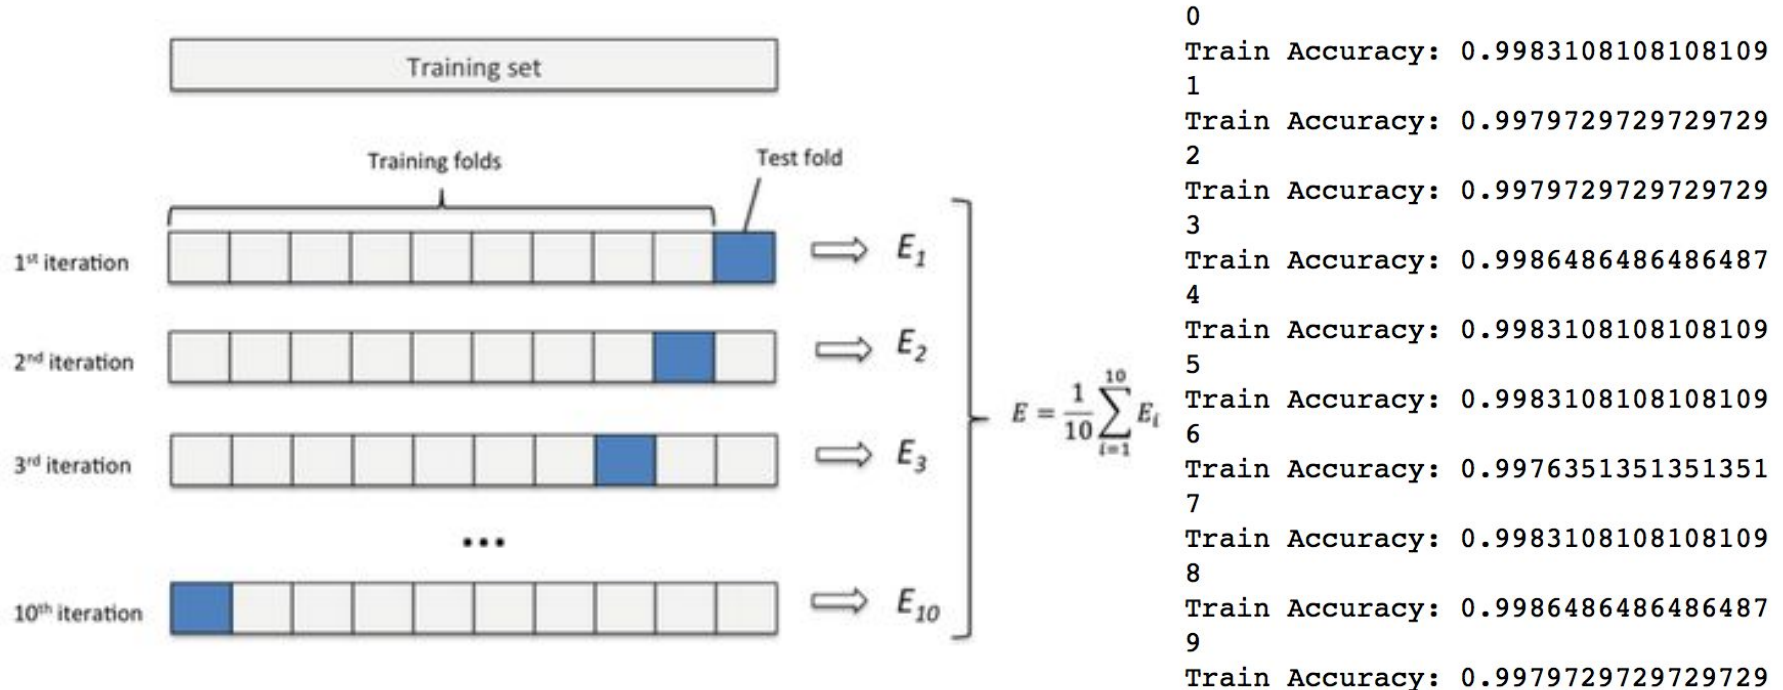 Training set
Training folds
Test fold
1st iteration
E1
2nd iteration
E2
3rd iteration
E3
...
10th iteration
E10
E = 1/10 ∑_{i=1}^{10} Ei
0
Train Accuracy: 0.9983108108108109
1
Train Accuracy: 0.9979729729729729
2
Train Accuracy: 0.9979729729729729
3
Train Accuracy: 0.9986486486486487
4
Train Accuracy: 0.9983108108108109
5
Train Accuracy: 0.9983108108108109
6
Train Accuracy: 0.9976351351351351
7
Train Accuracy: 0.9983108108108109
8
Train Accuracy: 0.9986486486486487
9
Train Accuracy: 0.9979729729729729